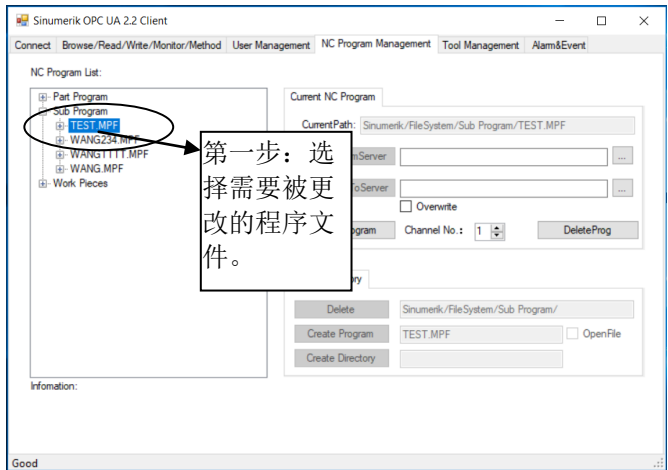 Sinumerik OPC UA 2.2 Client
Connect Browse/Read/Write/Monitor/Method User Management NC Program Management Tool Management Alarm&Event
NC Program List:
Part Program
Sub Program
TEST.MPF
WANG234.MPF
WANGTTTT.MPF
WANG.MPF
Work Pieces
第一步：选
择需要被更
改的程序文
件。
Current NC Program
CurrentPath: Sinumerik/FileSystem/Sub Program/TEST.MPF
mServer ...
ToServer ...
Overwrite
ogram Channel No.: 1 DeleteProg
ory
Delete Sinumerik/FileSystem/Sub Program/
Create Program TEST.MPF OpenFile
Create Directory
Infomation:
Good